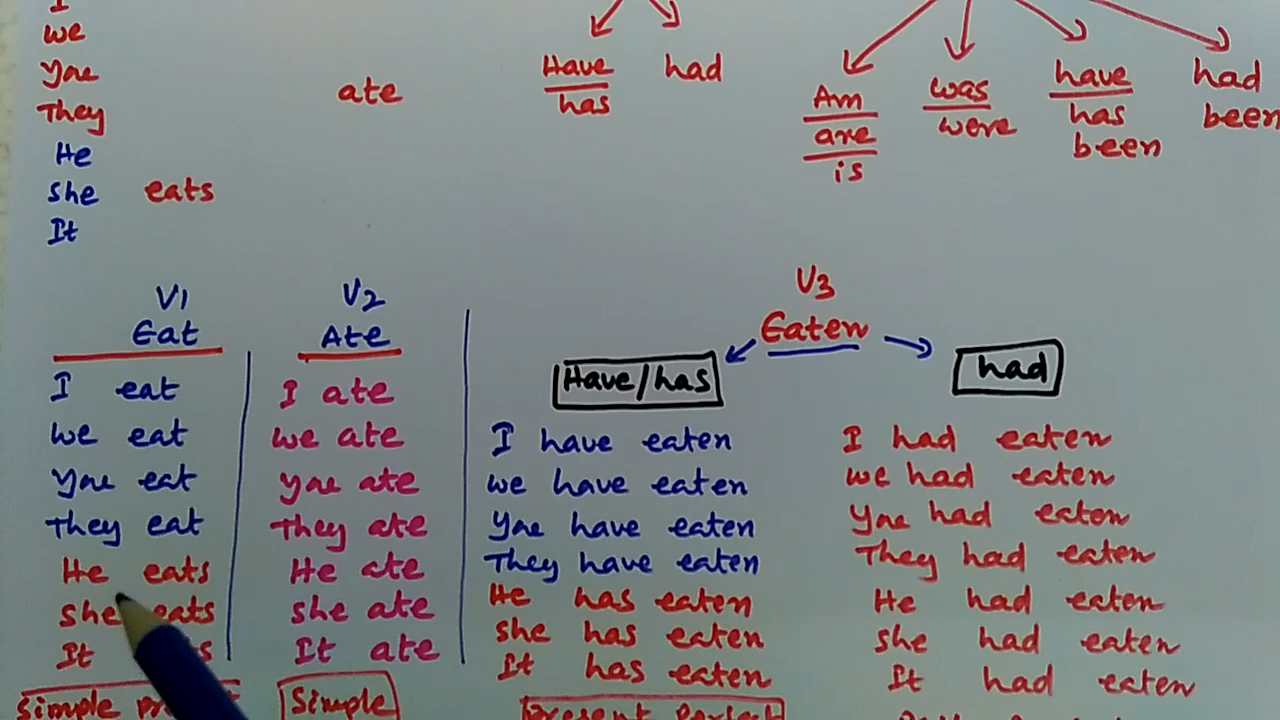 I
We
You
They
He
She eats
It
ate
Have
has
had
Am
are
is
was
were
have
has
been
had
been
V1
Eat
I eat
We eat
You eat
They eat
He eats
She eats
It
V2
Ate
I ate
We ate
You ate
They ate
He ate
She ate
It ate
V3
Eaten
Have/has
I have eaten
We have eaten
You have eaten
They have eaten
He has eaten
She has eaten
It has eaten
had
I had eaten
We had eaten
You had eaten
They had eaten
He had eaten
She had eaten
It had eaten
Simple
Simple
Present Perfect